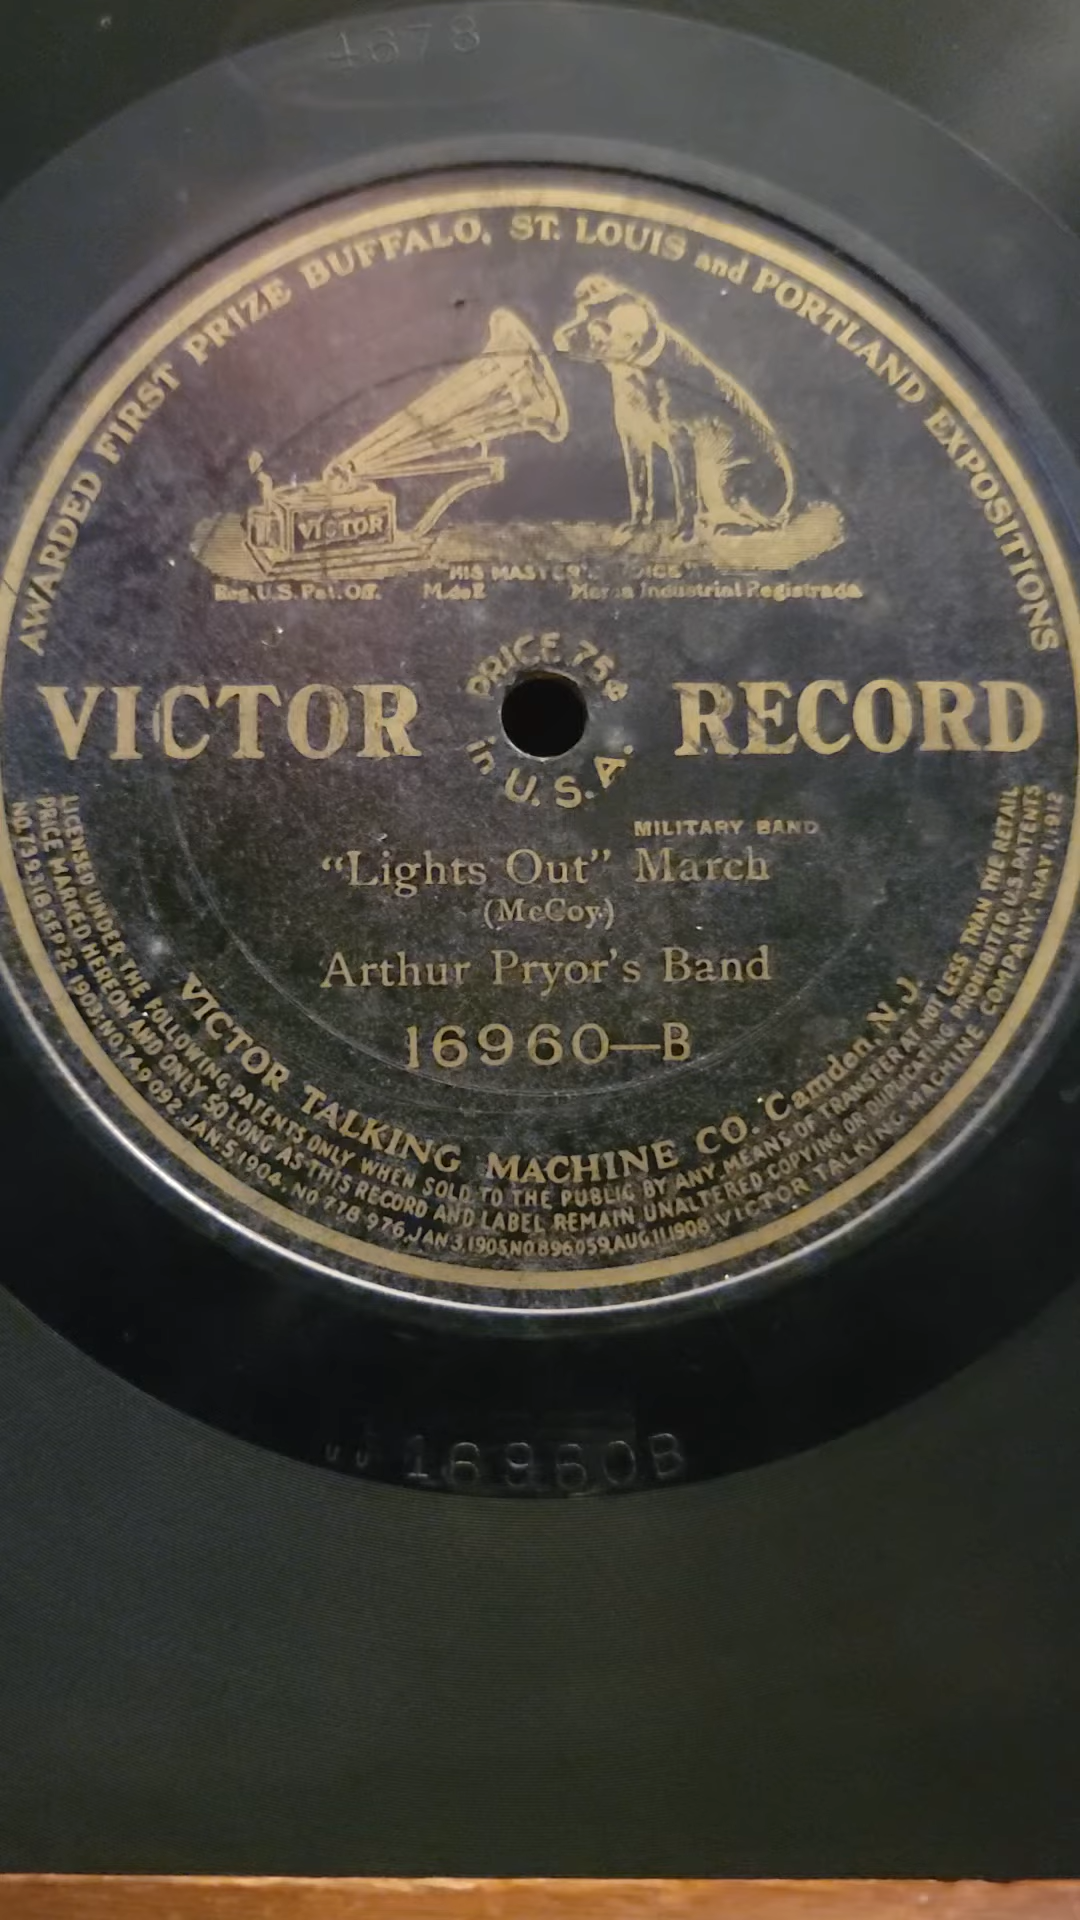 4678
AWARDED FIRST PRIZE BUFFALO, ST. LOUIS and PORTLAND EXPOSITIONS
VICTOR
"HIS MASTER'S VOICE"
Reg. U.S. Pat. Off. M. de F. Marca Industrial Registrada
PRICE 75¢
VICTOR RECORD
in U.S.A.
MILITARY BAND
"Lights Out" March
(McCoy)
Arthur Pryor's Band
16960—B
VICTOR TALKING MACHINE CO. Camden, N.J.
LICENSED UNDER THE FOLLOWING PATENTS ONLY WHEN SOLD TO THE PUBLIC BY ANY MEANS OF TRANSFER AT NOT LESS THAN THE RETAIL
PRICE MARKED HEREON AND ONLY SO LONG AS THIS RECORD AND LABEL REMAIN UNALTERED COPYING OR DUPLICATING PROHIBITED U.S. PATENTS
NO. 739 318 SEP. 22 1903; NO. 749 092, JAN. 5 1904, NO 778 976, JAN 3, 1905, NO 896 059, AUG. 11, 1908, VICTOR TALKING MACHINE COMPANY. MAY 1, 1912
16960B